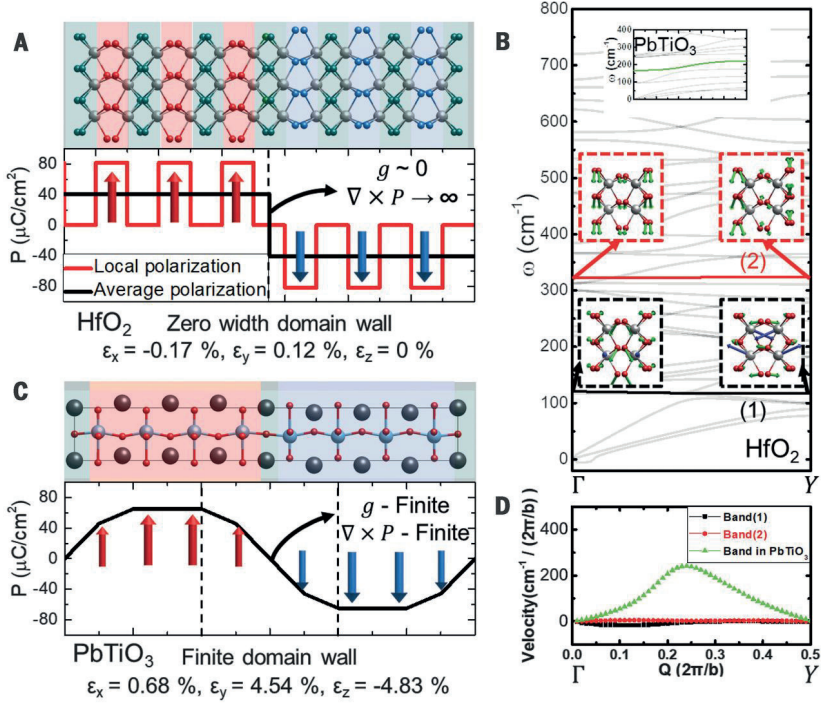 A
P (μC/cm²)
80
40
0
-40
-80
g ~ 0
∇ × P → ∞
Local polarization
Average polarization
HfO₂ Zero width domain wall
εₓ = -0.17 %, εᵧ = 0.12 %, ε_z = 0 %
B
ω (cm⁻¹)
800
700
600
500
400
300
200
100
0
PbTiO₃
ω (cm⁻¹)
400
300
200
100
0
(2)
(1)
HfO₂
Γ
Y
C
P (μC/cm²)
80
40
0
-40
-80
g - Finite
∇ × P - Finite
PbTiO₃ Finite domain wall
εₓ = 0.68 %, εᵧ = 4.54 %, ε_z = -4.83 %
D
Velocity(cm⁻¹ / (2π/b))
400
200
0
Band(1)
Band(2)
Band in PbTiO₃
0.0 0.1 0.2 0.3 0.4 0.5
Γ Q (2π/b) Y